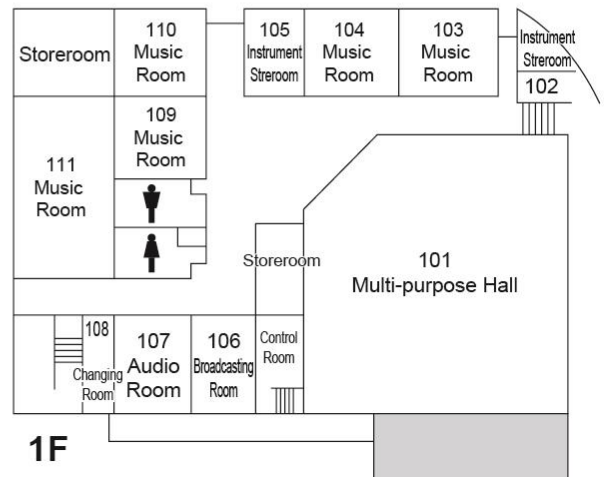 Storeroom
110
Music
Room
105
Instrument
Streroom
104
Music
Room
103
Music
Room
Instrument
Streroom
102
109
Music
Room
111
Music
Room
Storeroom
101
Multi-purpose Hall
108
Changing
Room
107
Audio
Room
106
Broadcasting
Room
Control
Room
1F